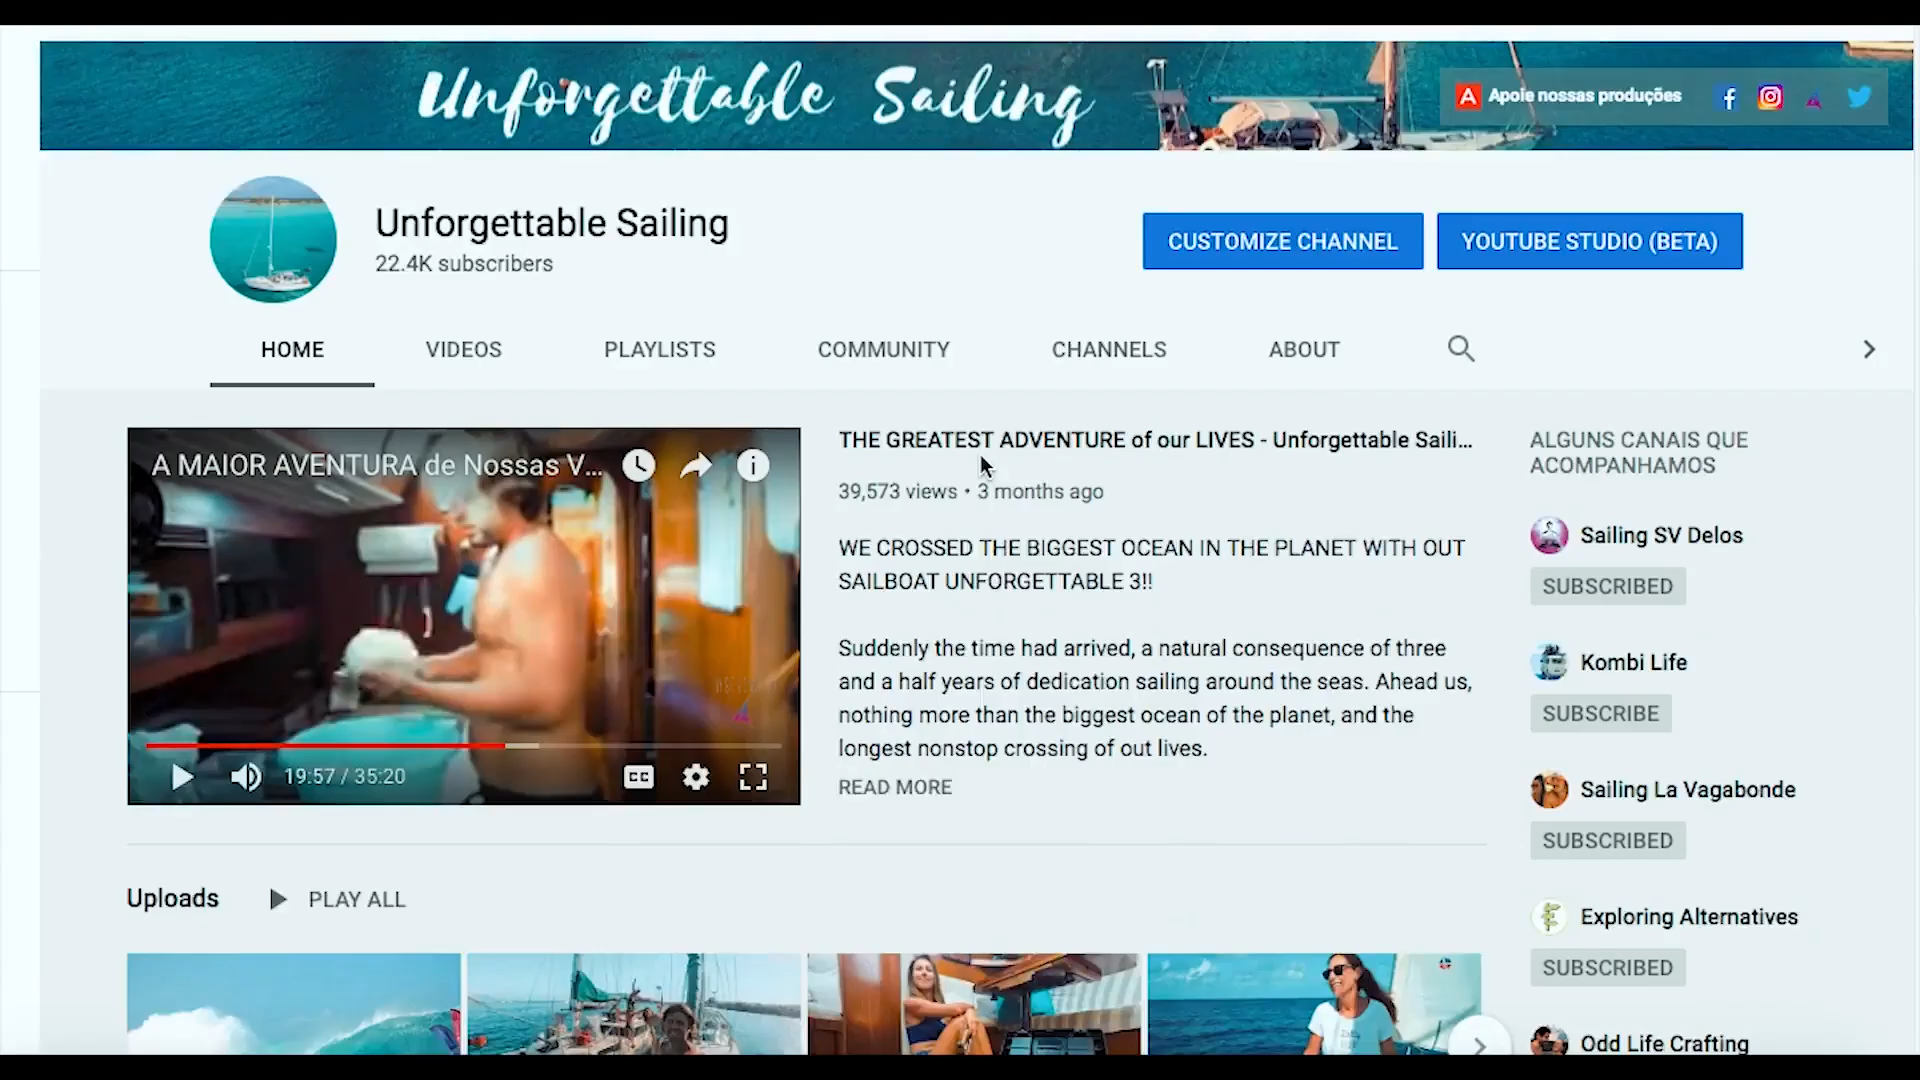 Unforgettable Sailing
Apoie nossas produções
Unforgettable Sailing
22.4K subscribers
CUSTOMIZE CHANNEL
YOUTUBE STUDIO (BETA)
HOME
VIDEOS
PLAYLISTS
COMMUNITY
CHANNELS
ABOUT
A MAIOR AVENTURA de Nossas V...
19:57 / 35:20
CC
THE GREATEST ADVENTURE of our LIVES - Unforgettable Saili...
39,573 views • 3 months ago
WE CROSSED THE BIGGEST OCEAN IN THE PLANET WITH OUT
SAILBOAT UNFORGETTABLE 3!!
Suddenly the time had arrived, a natural consequence of three
and a half years of dedication sailing around the seas. Ahead us,
nothing more than the biggest ocean of the planet, and the
longest nonstop crossing of out lives.
READ MORE
ALGUNS CANAIS QUE
ACOMPANHAMOS
Sailing SV Delos
SUBSCRIBED
Kombi Life
SUBSCRIBE
Sailing La Vagabonde
SUBSCRIBED
Exploring Alternatives
SUBSCRIBED
Odd Life Crafting
Uploads
PLAY ALL